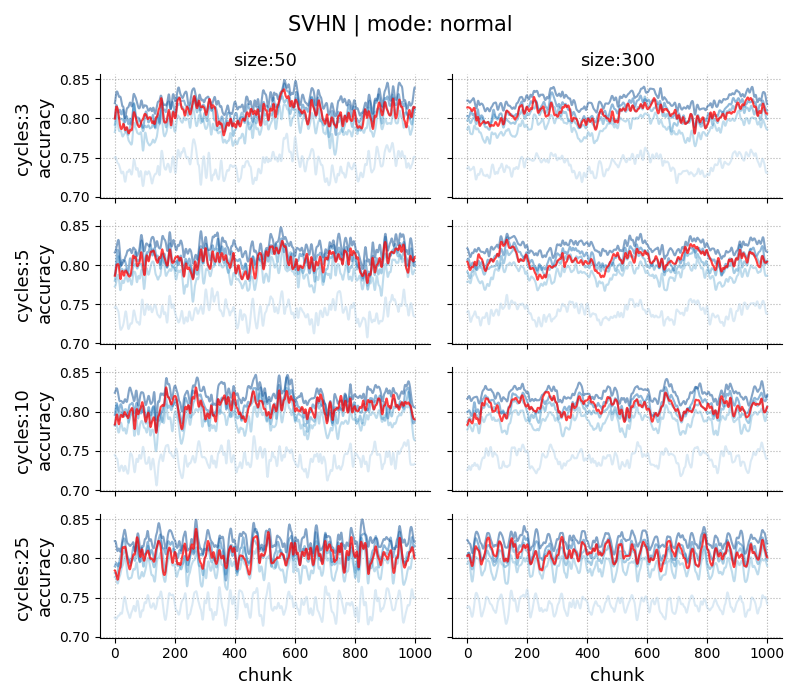 SVHN | mode: normal
size:50
size:300
cycles:3
accuracy
0.85
0.80
0.75
0.70
cycles:5
accuracy
0.85
0.80
0.75
0.70
cycles:10
accuracy
0.85
0.80
0.75
0.70
cycles:25
accuracy
0.85
0.80
0.75
0.70
0 200 400 600 800 1000
0 200 400 600 800 1000
chunk
chunk